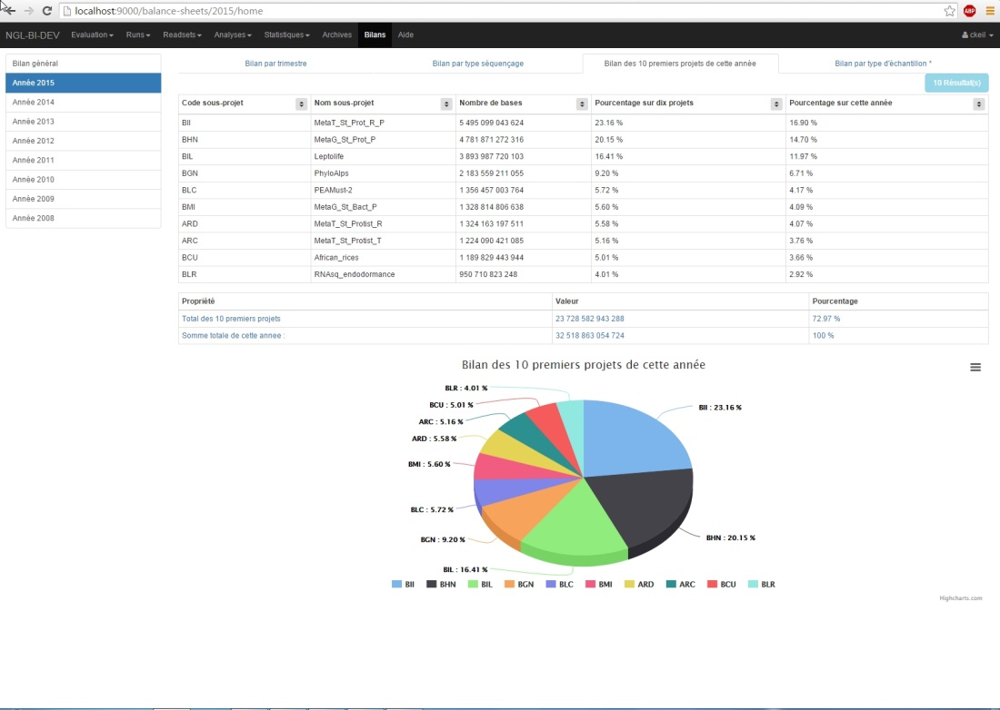 localhost:9000/balance-sheets/2015/home
ABP
NGL-BI-DEV Evaluation Runs Readsets Analyses Statistiques Archives Bilans Aide ckeil
Bilan général
Année 2015
Année 2014
Année 2013
Année 2012
Année 2011
Année 2010
Année 2009
Année 2008
Bilan par trimestre Bilan par type séquençage Bilan des 10 premiers projets de cette année Bilan par type d'échantillon *
10 Résultat(s)
Code sous-projet Nom sous-projet Nombre de bases Pourcentage sur dix projets Pourcentage sur cette année
BII MetaT_St_Prot_R_P 5 495 099 043 624 23.16 % 16.90 %
BHN MetaG_St_Prot_P 4 781 871 272 316 20.15 % 14.70 %
BIL Leptolife 3 893 987 720 103 16.41 % 11.97 %
BGN PhyloAlps 2 183 559 211 055 9.20 % 6.71 %
BLC PEAMust-2 1 356 457 003 764 5.72 % 4.17 %
BMI MetaG_St_Bact_P 1 328 814 806 638 5.60 % 4.09 %
ARD MetaT_St_Protist_R 1 324 163 197 511 5.58 % 4.07 %
ARC MetaT_St_Protist_T 1 224 090 421 085 5.16 % 3.76 %
BCU African_rices 1 189 829 443 944 5.01 % 3.66 %
BLR RNAsq_endodormance 950 710 823 248 4.01 % 2.92 %
Propriété Valeur Pourcentage
Total des 10 premiers projets 23 728 582 943 288 72.97 %
Somme totale de cette annee : 32 518 863 054 724 100 %
Bilan des 10 premiers projets de cette année
BLR : 4.01 %
BCU : 5.01 %
BII : 23.16 %
ARC : 5.16 %
ARD : 5.58 %
BMI : 5.60 %
BLC : 5.72 %
BGN : 9.20 %
BHN : 20.15 %
BIL : 16.41 %
BII BHN BIL BGN BLC BMI ARD ARC BCU BLR
Highcharts.com